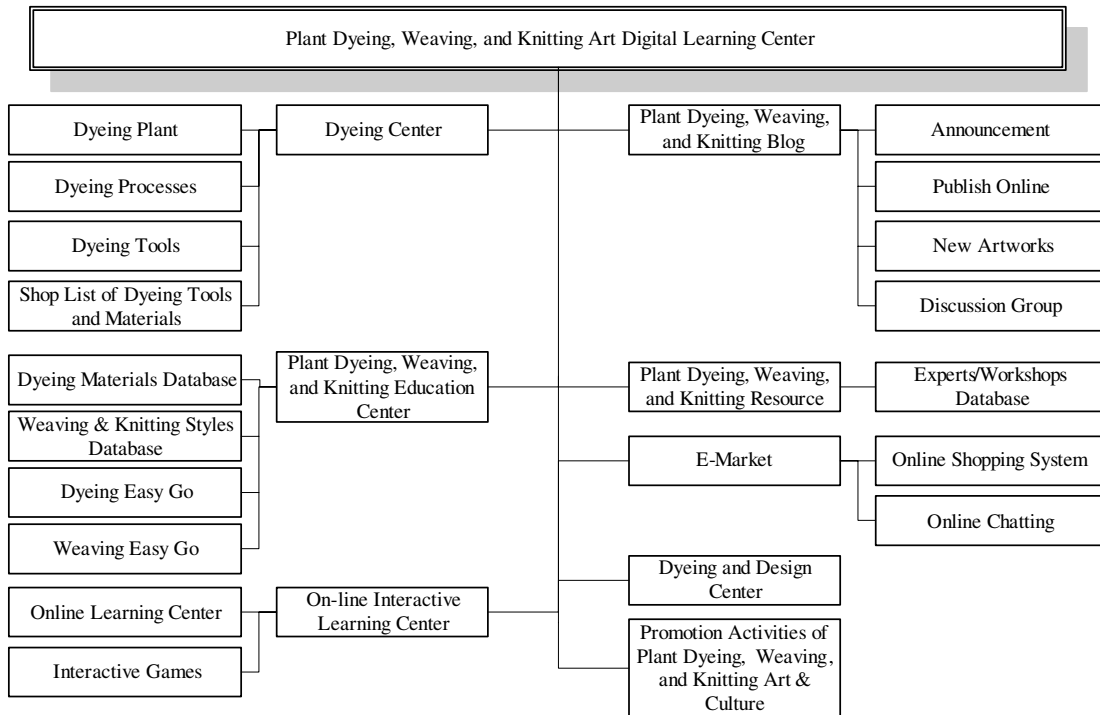 Plant Dyeing, Weaving, and Knitting Art Digital Learning Center
Dyeing Plant
Dyeing Center
Plant Dyeing, Weaving,
and Knitting Blog
Announcement
Dyeing Processes
Publish Online
Dyeing Tools
New Artworks
Shop List of Dyeing Tools
and Materials
Discussion Group
Dyeing Materials Database
Plant Dyeing, Weaving,
and Knitting Education
Center
Plant Dyeing, Weaving,
and Knitting Resource
Experts/Workshops
Database
Weaving & Knitting Styles
Database
E-Market
Online Shopping System
Dyeing Easy Go
Online Chatting
Weaving Easy Go
Dyeing and Design
Center
Online Learning Center
On-line Interactive
Learning Center
Interactive Games
Promotion Activities of
Plant Dyeing, Weaving,
and Knitting Art &
Culture